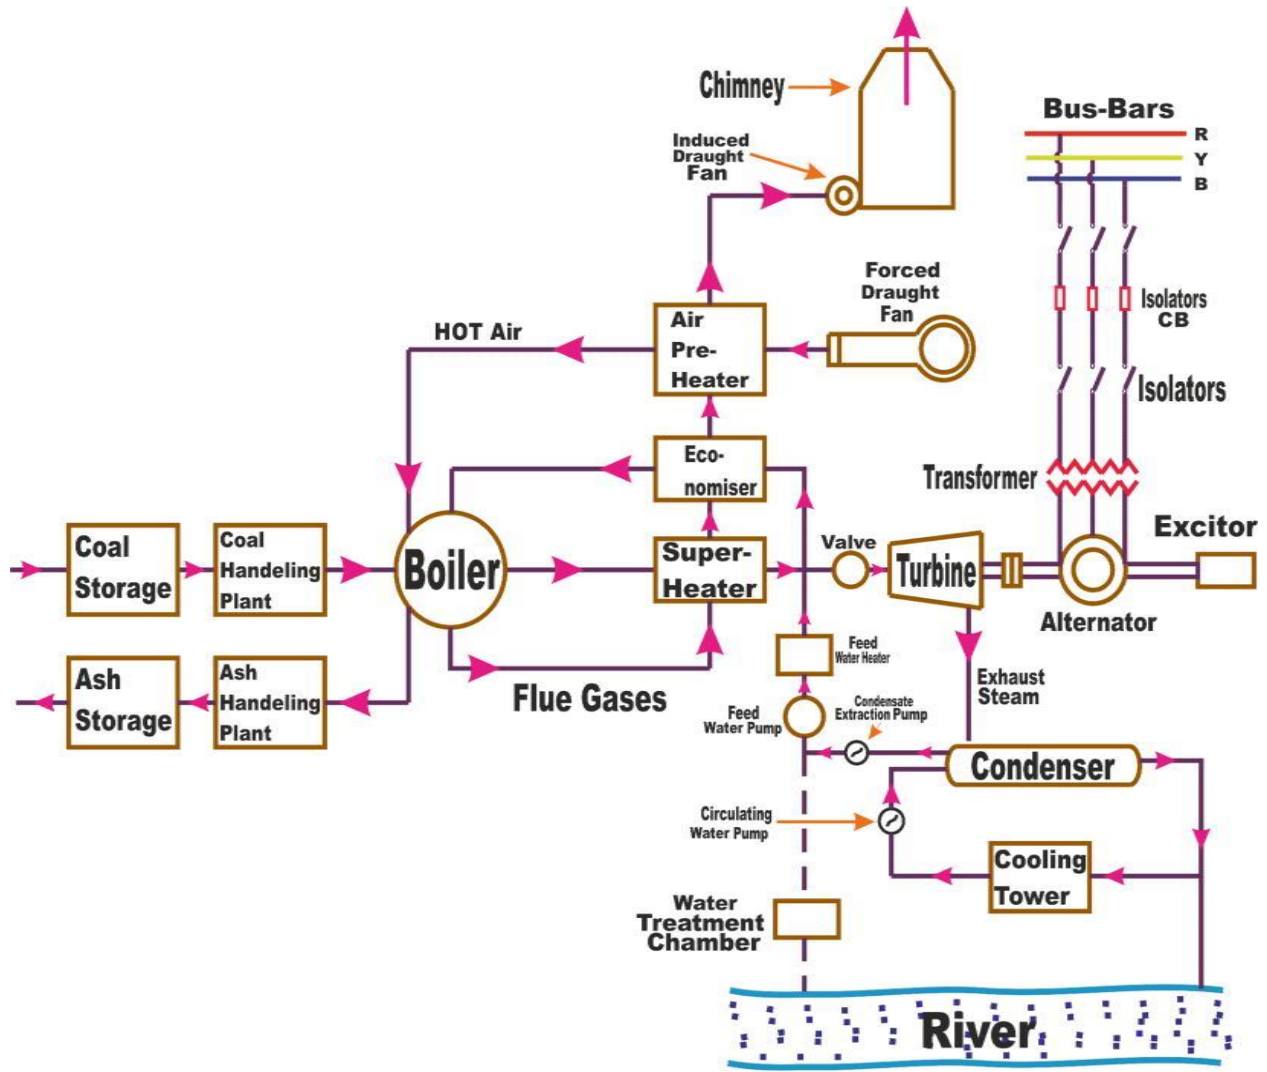 Chimney
Induced
Draught
Fan
Bus-Bars
R
Y
B
Forced
Draught
Fan
HOT Air
Air
Pre-
Heater
Isolators
CB
Isolators
Eco-
nomiser
Transformer
Excitor
Coal
Storage
Coal
Handeling
Plant
Boiler
Super-
Heater
Valve
Turbine
Alternator
Ash
Storage
Ash
Handeling
Plant
Flue Gases
Feed
Water Heater
Exhaust
Steam
Feed
Water Pump
Condensate
Extraction Pump
Condenser
Circulating
Water Pump
Cooling
Tower
Water
Treatment
Chamber
River